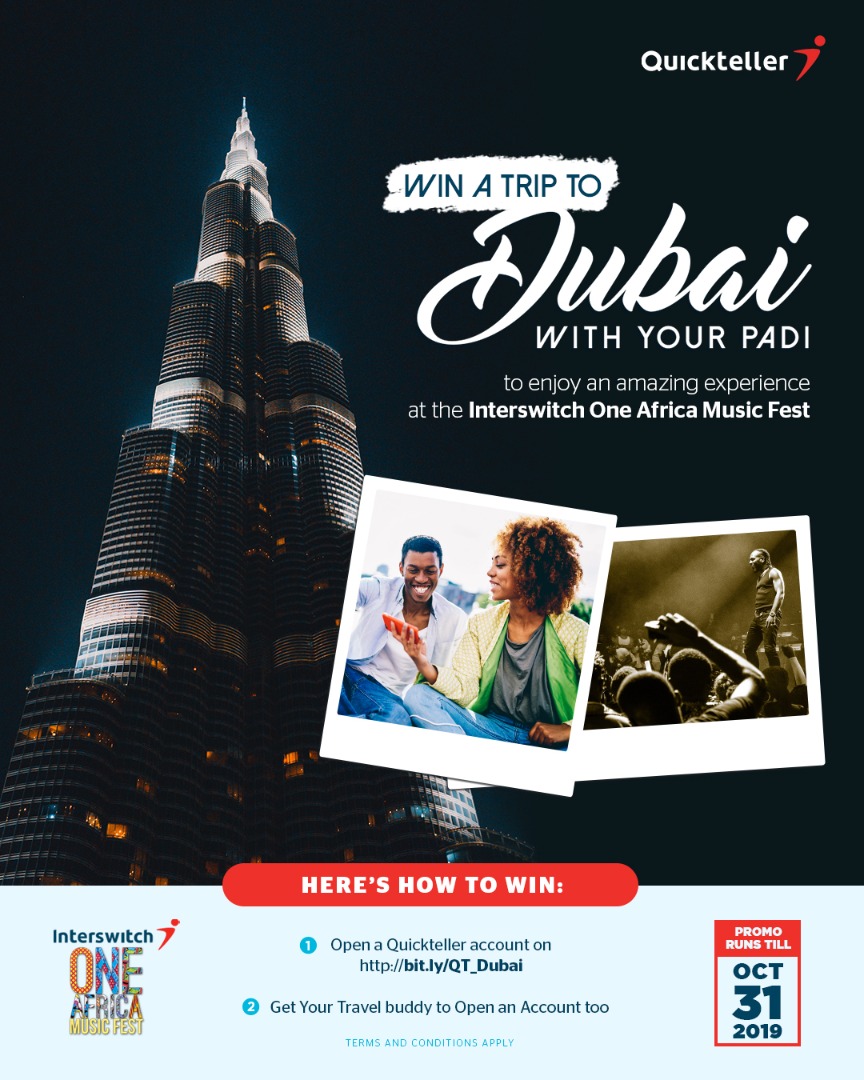 Quickteller
WIN A TRIP TO
Dubai
WITH YOUR PADI
to enjoy an amazing experience
at the Interswitch One Africa Music Fest
HERE'S HOW TO WIN:
Interswitch
ONE
AFRICA
MUSIC FEST
1 Open a Quickteller account on
http://bit.ly/QT_Dubai
2 Get Your Travel buddy to Open an Account too
TERMS AND CONDITIONS APPLY
PROMO
RUNS TILL
OCT
31
2019